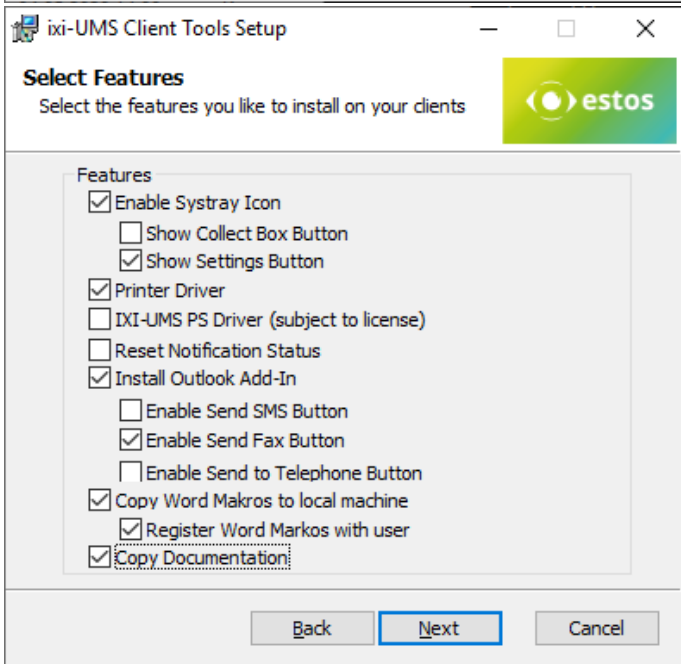 ixi-UMS Client Tools Setup
Select Features
Select the features you like to install on your clients
estos
Features
Enable Systray Icon
Show Collect Box Button
Show Settings Button
Printer Driver
IXI-UMS PS Driver (subject to license)
Reset Notification Status
Install Outlook Add-In
Enable Send SMS Button
Enable Send Fax Button
Enable Send to Telephone Button
Copy Word Makros to local machine
Register Word Markos with user
Copy Documentation
Back Next Cancel